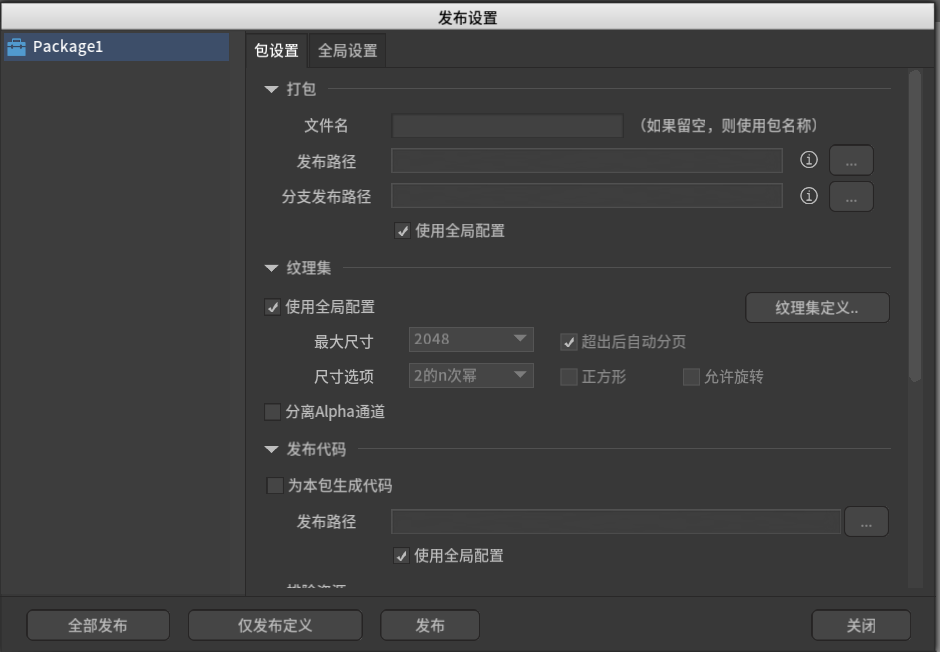 发布设置
Package1
包设置 全局设置
打包
文件名 （如果留空，则使用包名称）
发布路径 ...
分支发布路径 ...
使用全局配置
纹理集
使用全局配置 纹理集定义..
最大尺寸 2048 超出后自动分页
尺寸选项 2的n次幂 正方形 允许旋转
分离Alpha通道
发布代码
为本包生成代码
发布路径 ...
使用全局配置
全部发布 仅发布定义 发布 关闭